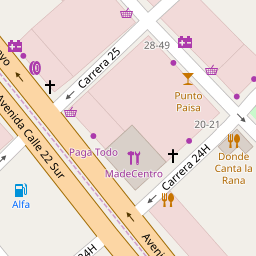 28-49
Carrera 25
Punto
Paisa
Avenida Calle 22 Sur
20-21
Paga Todo
MadeCentro
Donde
Canta la
Rana
Carrera 24H
Alfa
24H